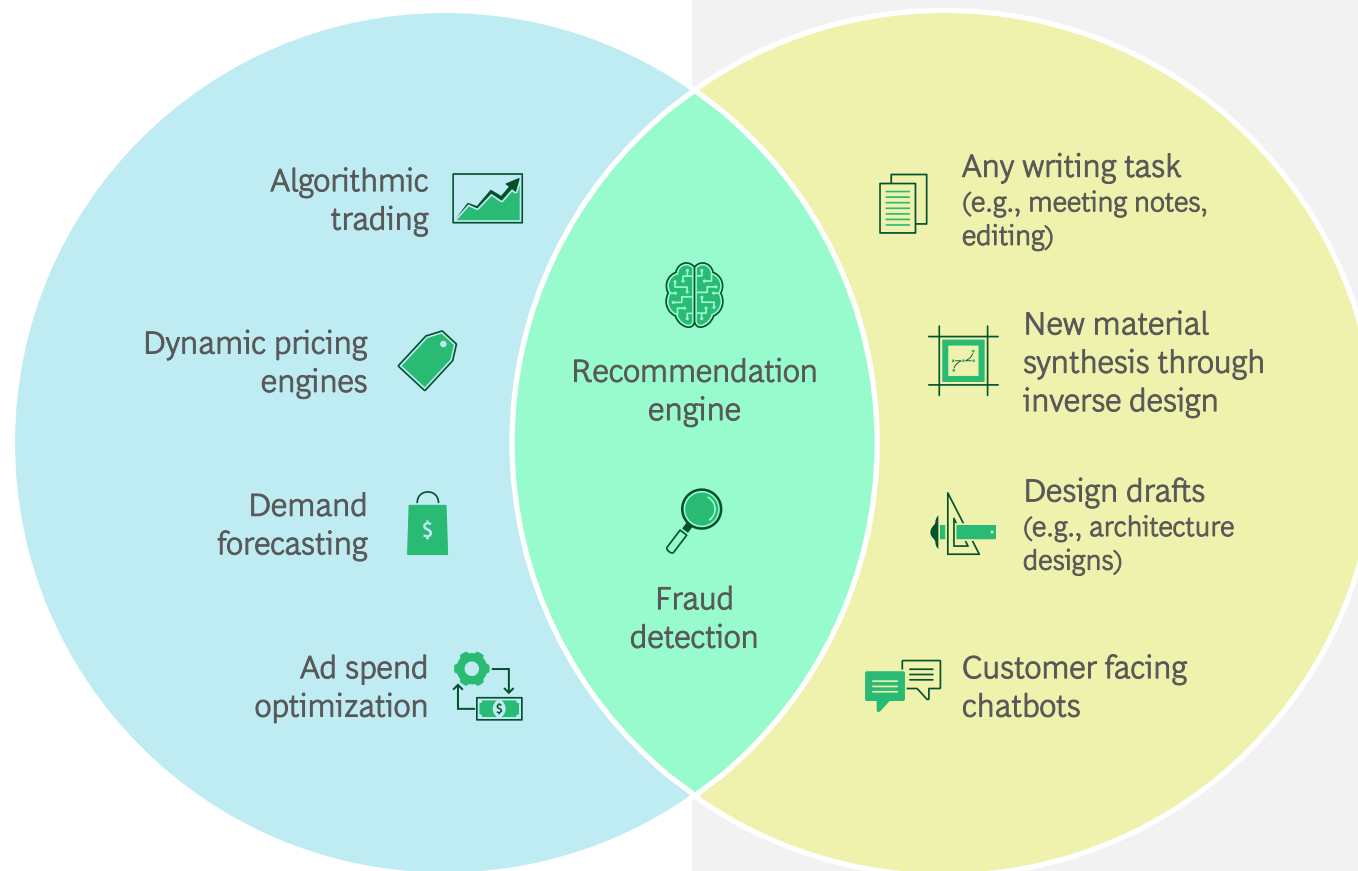 Algorithmic
trading
Dynamic pricing
engines
Demand
forecasting
$
Ad spend
optimization
$
Recommendation
engine
Fraud
detection
Any writing task
(e.g., meeting notes,
editing)
New material
synthesis through
inverse design
Design drafts
(e.g., architecture
designs)
Customer facing
chatbots